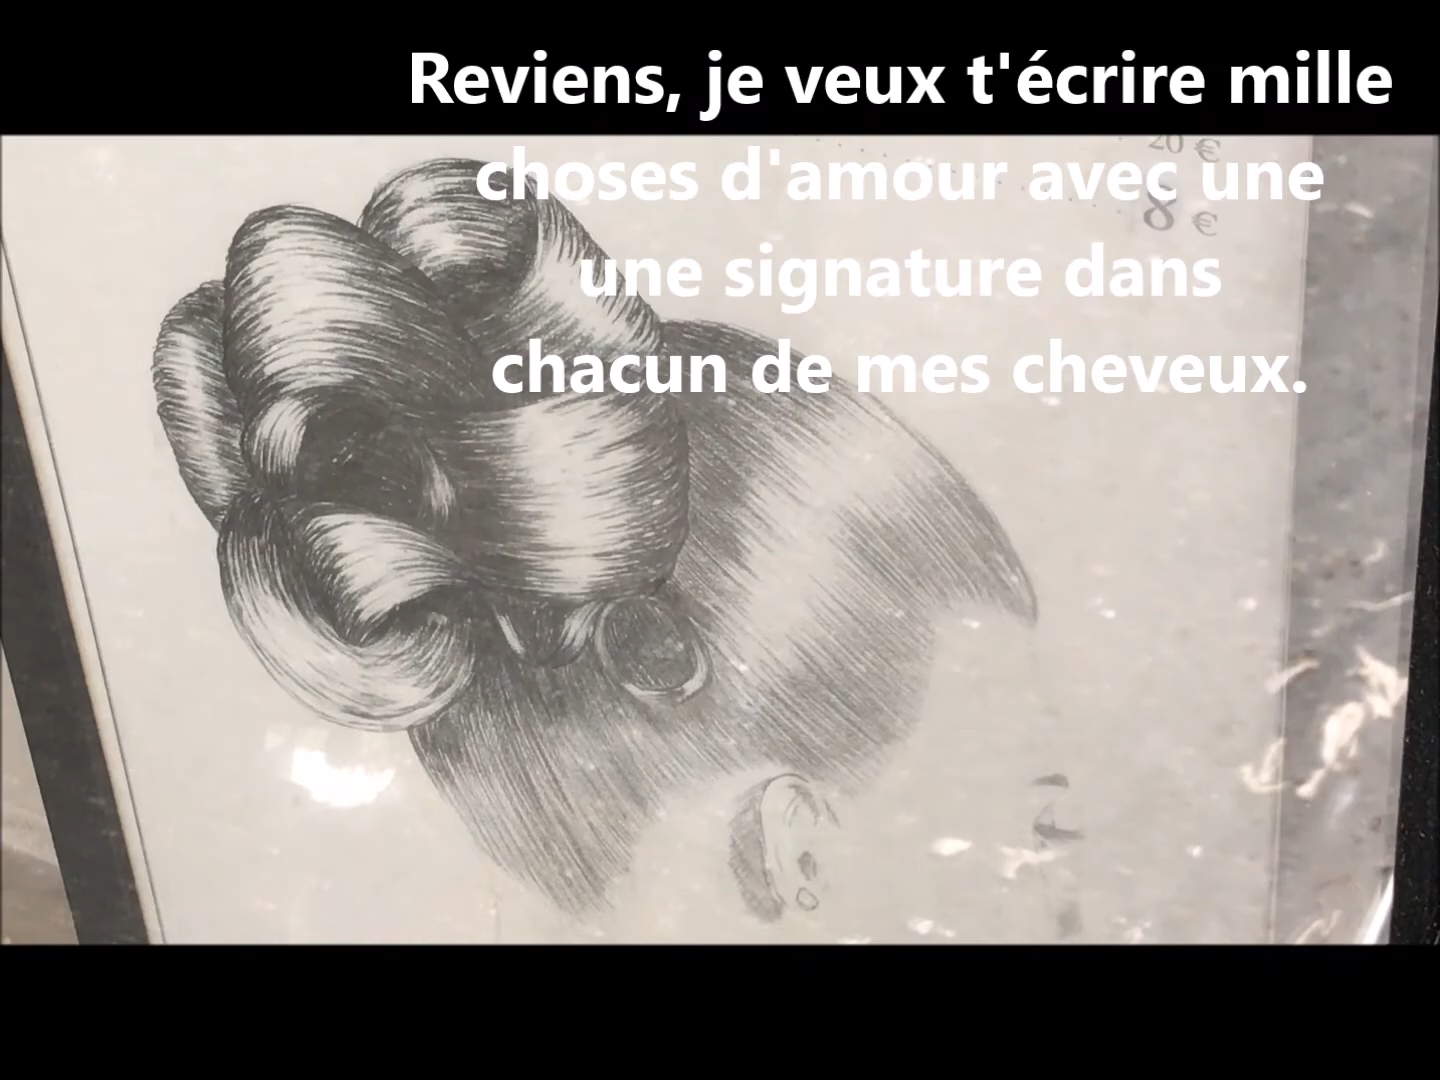 Reviens, je veux t'écrire mille
20 €
choses d'amour avec une
8 €
une signature dans
chacun de mes cheveux.